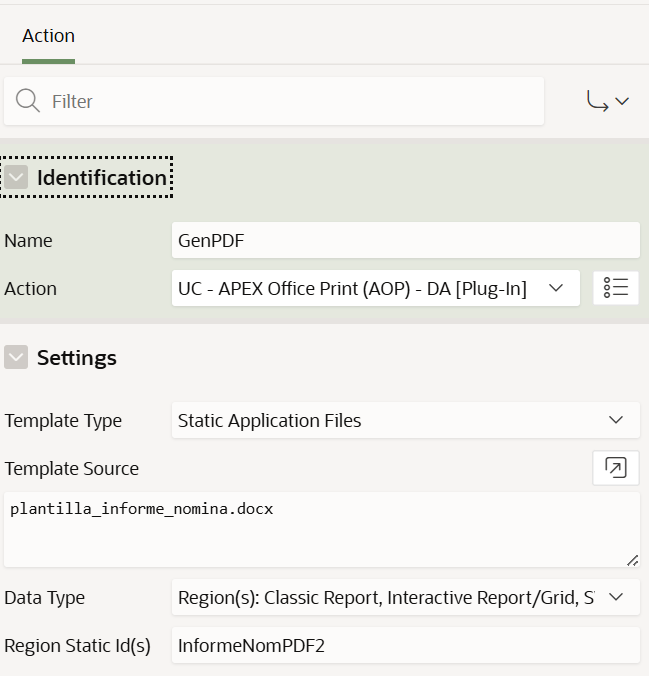 Action
Filter
Identification
Name GenPDF
Action UC - APEX Office Print (AOP) - DA [Plug-In]
Settings
Template Type Static Application Files
Template Source
plantilla_informe_nomina.docx
Data Type Region(s): Classic Report, Interactive Report/Grid,
Region Static Id(s) InformeNomPDF2